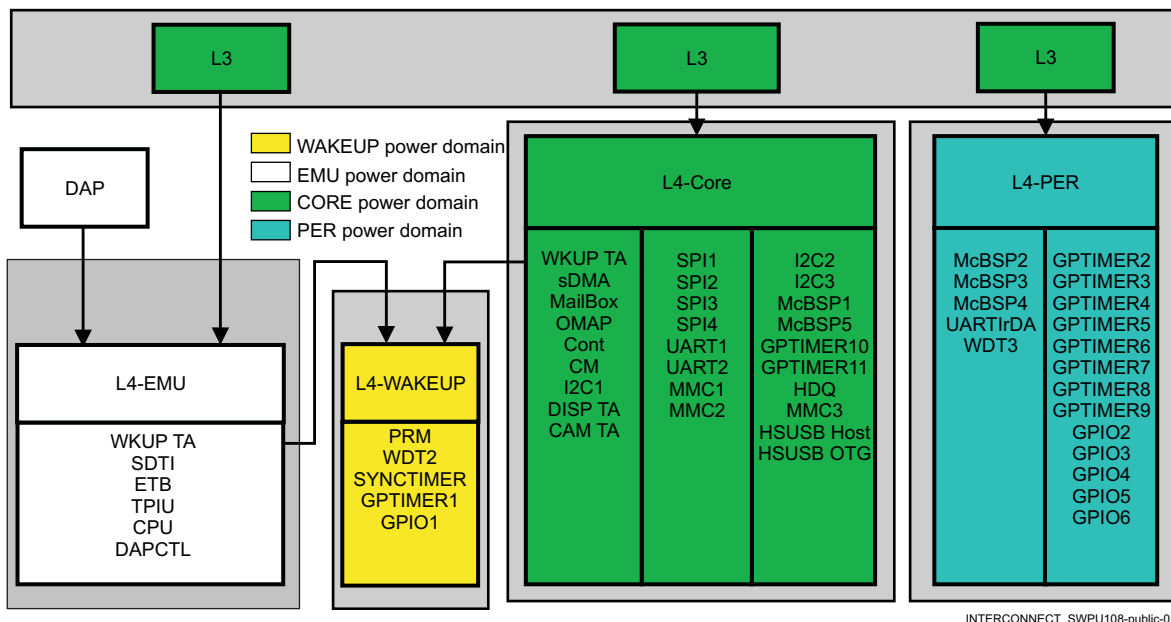 L3
L3
L3
WAKEUP power domain
EMU power domain
CORE power domain
PER power domain
DAP
L4-EMU
WKUP TA
SDTI
ETB
TPIU
CPU
DAPCTL
L4-WAKEUP
PRM
WDT2
SYNCTIMER
GPTIMER1
GPIO1
L4-Core
WKUP TA
sDMA
MailBox
OMAP
Cont
CM
I2C1
DISP TA
CAM TA
SPI1
SPI2
SPI3
SPI4
UART1
UART2
MMC1
MMC2
I2C2
I2C3
McBSP1
McBSP5
GPTIMER10
GPTIMER11
HDQ
MMC3
HSUSB Host
HSUSB OTG
L4-PER
McBSP2
McBSP3
McBSP4
UARTIrDA
WDT3
GPTIMER2
GPTIMER3
GPTIMER4
GPTIMER5
GPTIMER6
GPTIMER7
GPTIMER8
GPTIMER9
GPIO2
GPIO3
GPIO4
GPIO5
GPIO6
INTERCONNECT_SWPU108-public-0